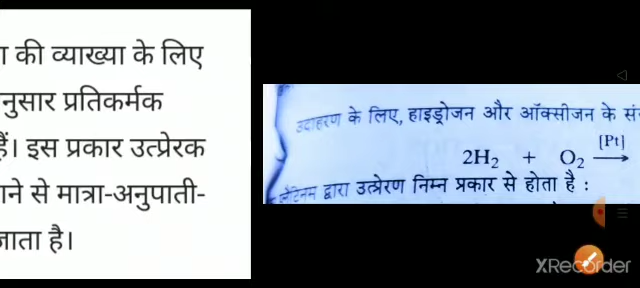 की व्याख्या के लिए
नुसार प्रतिकर्मक
हैं। इस प्रकार उत्प्रेरक
ाने से मात्रा-अनुपाती-
जाता है।
उदाहरण के लिए, हाइड्रोजन और ऑक्सीजन के सं
[Pt]
2H₂ + O₂ ⟶
प्लैटिनम द्वारा उत्प्रेरण निम्न प्रकार से होता है :
XRecorder